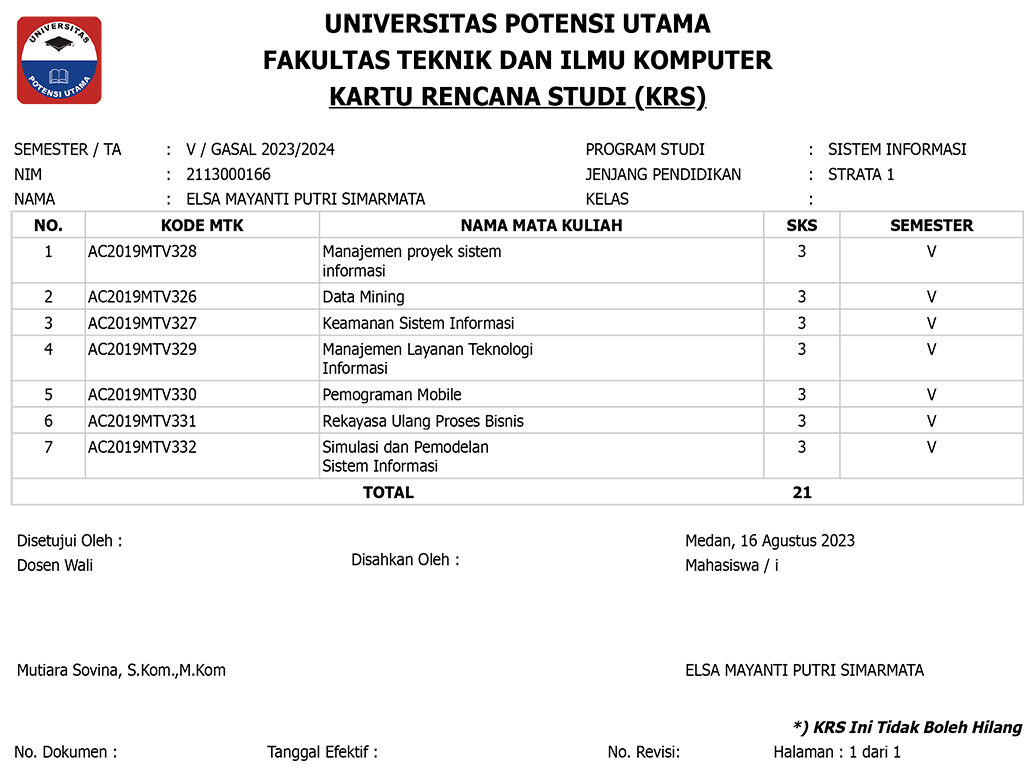 UNIVERSITAS
POTENSI UTAMA
UNIVERSITAS POTENSI UTAMA
FAKULTAS TEKNIK DAN ILMU KOMPUTER
KARTU RENCANA STUDI (KRS)
SEMESTER / TA : V / GASAL 2023/2024 PROGRAM STUDI : SISTEM INFORMASI
NIM : 2113000166 JENJANG PENDIDIKAN : STRATA 1
NAMA : ELSA MAYANTI PUTRI SIMARMATA KELAS :
NO. KODE MTK NAMA MATA KULIAH SKS SEMESTER
1 AC2019MTV328 Manajemen proyek sistem 3 V
informasi
2 AC2019MTV326 Data Mining 3 V
3 AC2019MTV327 Keamanan Sistem Informasi 3 V
4 AC2019MTV329 Manajemen Layanan Teknologi 3 V
Informasi
5 AC2019MTV330 Pemograman Mobile 3 V
6 AC2019MTV331 Rekayasa Ulang Proses Bisnis 3 V
7 AC2019MTV332 Simulasi dan Pemodelan 3 V
Sistem Informasi
TOTAL 21
Disetujui Oleh : Medan, 16 Agustus 2023
Dosen Wali Disahkan Oleh : Mahasiswa / i
Mutiara Sovina, S.Kom.,M.Kom ELSA MAYANTI PUTRI SIMARMATA
*) KRS Ini Tidak Boleh Hilang
No. Dokumen : Tanggal Efektif : No. Revisi: Halaman : 1 dari 1